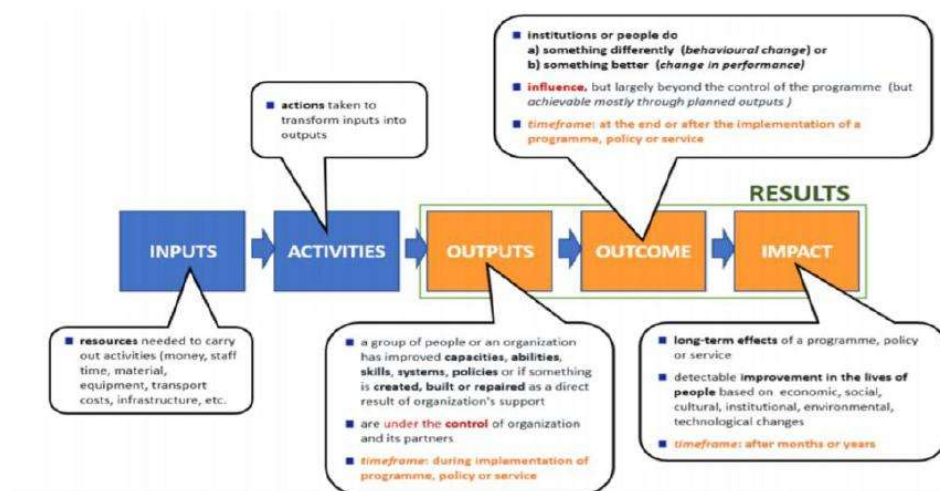 ■ institutions or people do
a) something differently (behavioural change) or
b) something better (change in performance)
■ influence, but largely beyond the control of the programme (but
achievable mostly through planned outputs )
■ timeframe: at the end or after the implementation of a
programme, policy or service
■ actions taken to
transform inputs into
outputs
RESULTS
INPUTS
ACTIVITIES
OUTPUTS
OUTCOME
IMPACT
■ resources needed to carry
out activities (money, staff
time, material,
equipment, transport
costs, infrastructure, etc.
■ a group of people or an organization
has improved capacities, abilities,
skills, systems, policies or if something
is created, built or repaired as a direct
result of organization's support
■ are under the control of organization
and its partners
■ timeframe: during implementation of
programme, policy or service
■ long-term effects of a programme, policy
or service
■ detectable improvement in the lives of
people based on economic, social,
cultural, institutional, environmental,
technological changes
■ timeframe: after months or years